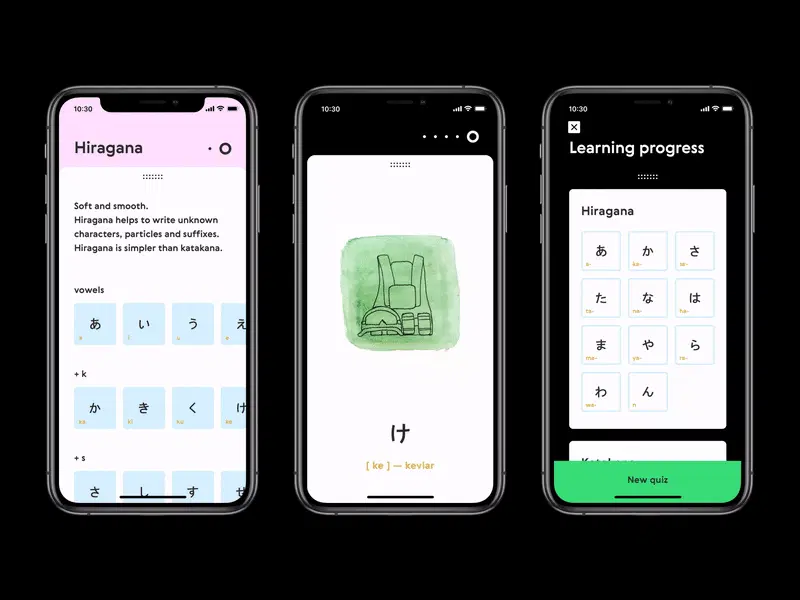 10:30
Hiragana
Soft and smooth.
Hiragana helps to write unknown
characters, particles and suffixes.
Hiragana is simpler than katakana.
vowels
あ い う え
a i u e
+ k
か き く け
ka ki ku ke
+ s
さ し す せ
10:30
け
[ ke ] — kevlar
10:30
Learning progress
Hiragana
あ か さ
a- ka- sa-
た な は
ta- na- ha-
ま や ら
ma- ya- ra-
わ ん
wa- n
New quiz